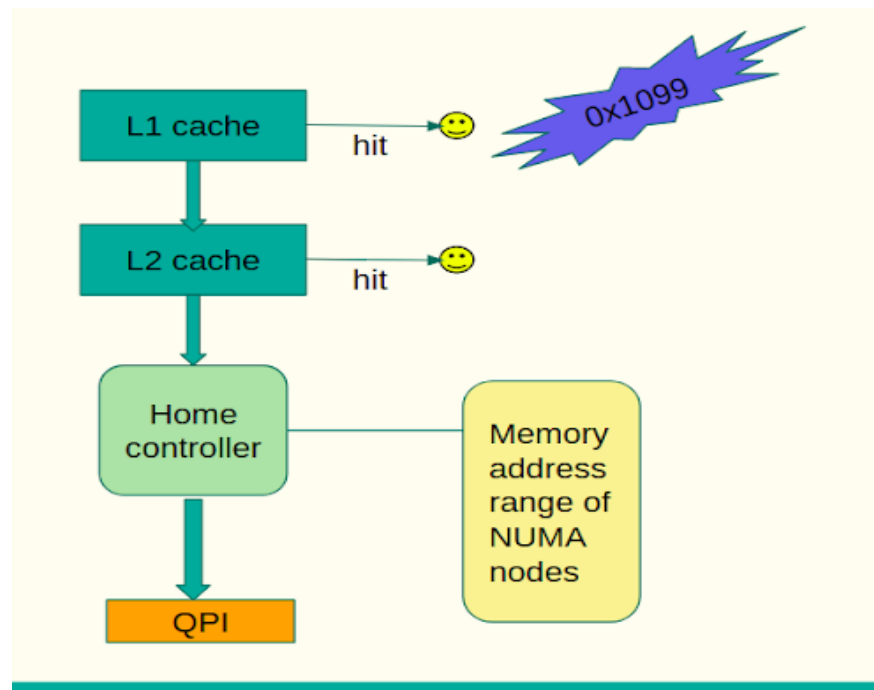 L1 cache
hit
0x1099
L2 cache
hit
Home
controller
Memory
address
range of
NUMA
nodes
QPI